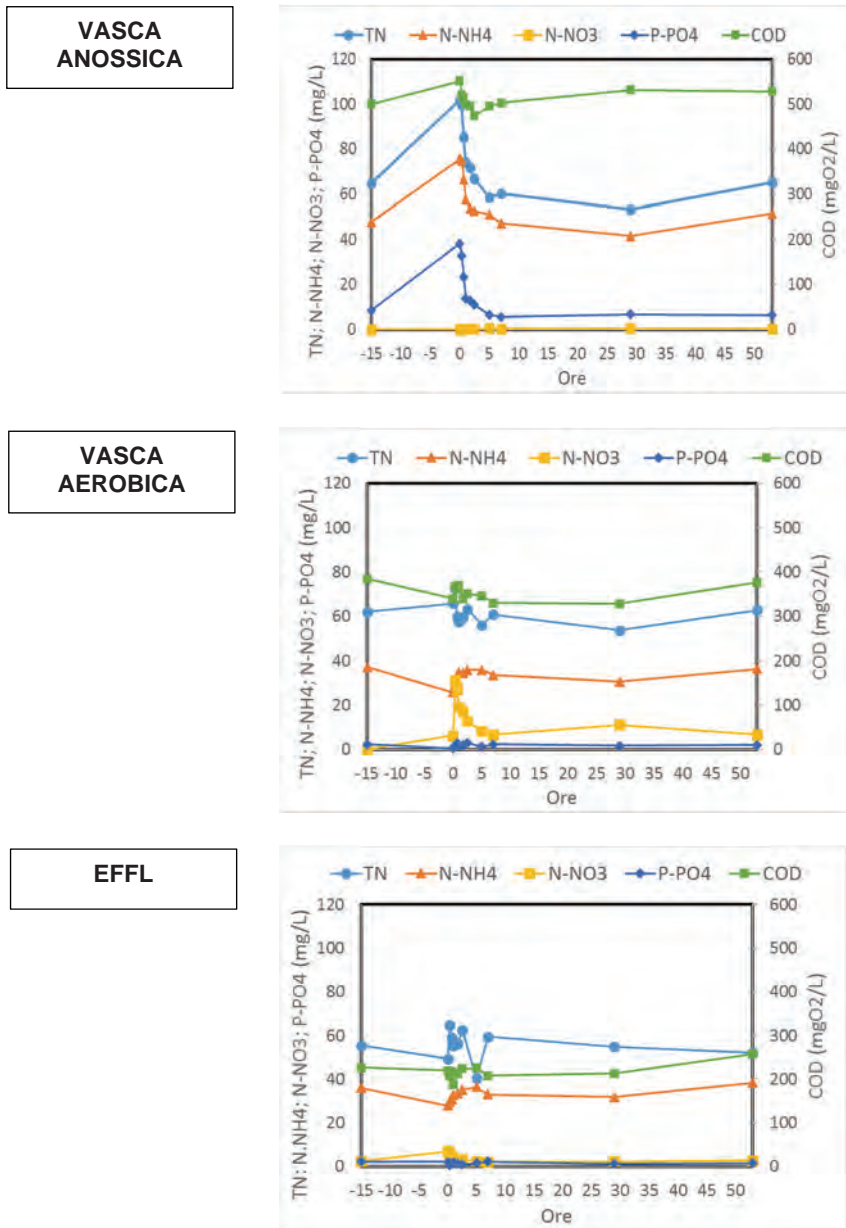 VASCA
ANOSSICA
TN N-NH4 N-NO3 P-PO4 COD
TN; N-NH4; N-NO3; P-PO4 (mg/L)
120
100
80
60
40
20
0
600
500
400
300
200
100
0
COD (mgO2/L)
-15 -10 -5 0 5 10 15 20 25 30 35 40 45 50
Ore
VASCA
AEROBICA
TN N-NH4 N-NO3 P-PO4 COD
TN; N-NH4; N-NO3; P-PO4 (mg/L)
120
100
80
60
40
20
0
600
500
400
300
200
100
0
COD (mgO2/L)
-15 -10 -5 0 5 10 15 20 25 30 35 40 45 50
Ore
EFFL
TN N-NH4 N-NO3 P-PO4 COD
TN: N.NH4; N-NO3; P-PO4 (mg/L)
120
100
80
60
40
20
0
600
500
400
300
200
100
0
COD (mgO2/L)
-15 -10 -5 0 5 10 15 20 25 30 35 40 45 50
Ore